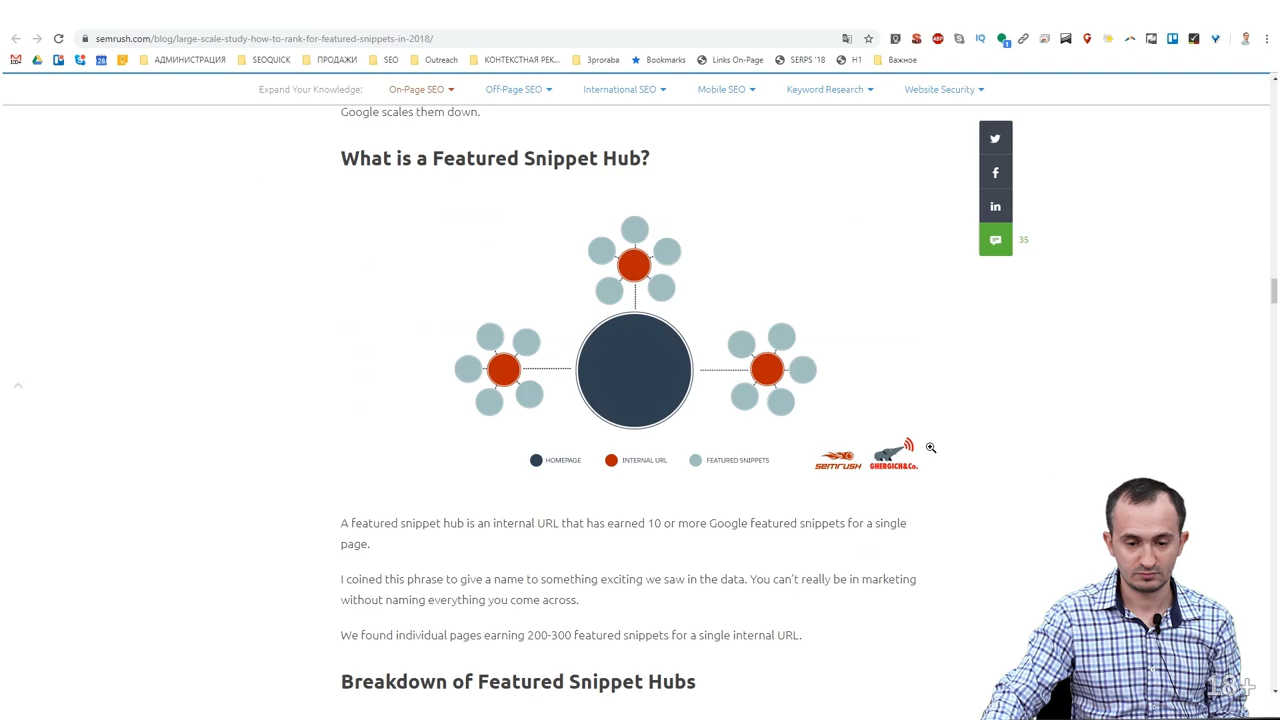 semrush.com/blog/large-scale-study-how-to-rank-for-featured-snippets-in-2018/
АДМИНИСТРАЦИЯ SEOQUICK ПРОДАЖИ SEO Outreach КОНТЕКСТНАЯ РЕК... 3proraba Bookmarks Links On-Page SERPS '18 H1 Важное
Expand Your Knowledge: On-Page SEO Off-Page SEO International SEO Mobile SEO Keyword Research Website Security
Google scales them down.
What is a Featured Snippet Hub?
35
HOMEPAGE INTERNAL URL FEATURED SNIPPETS
SEMRUSH GHERGICH&Co.
A featured snippet hub is an internal URL that has earned 10 or more Google featured snippets for a single
page.
I coined this phrase to give a name to something exciting we saw in the data. You can't really be in marketing
without naming everything you come across.
We found individual pages earning 200-300 featured snippets for a single internal URL.
Breakdown of Featured Snippet Hubs
18+